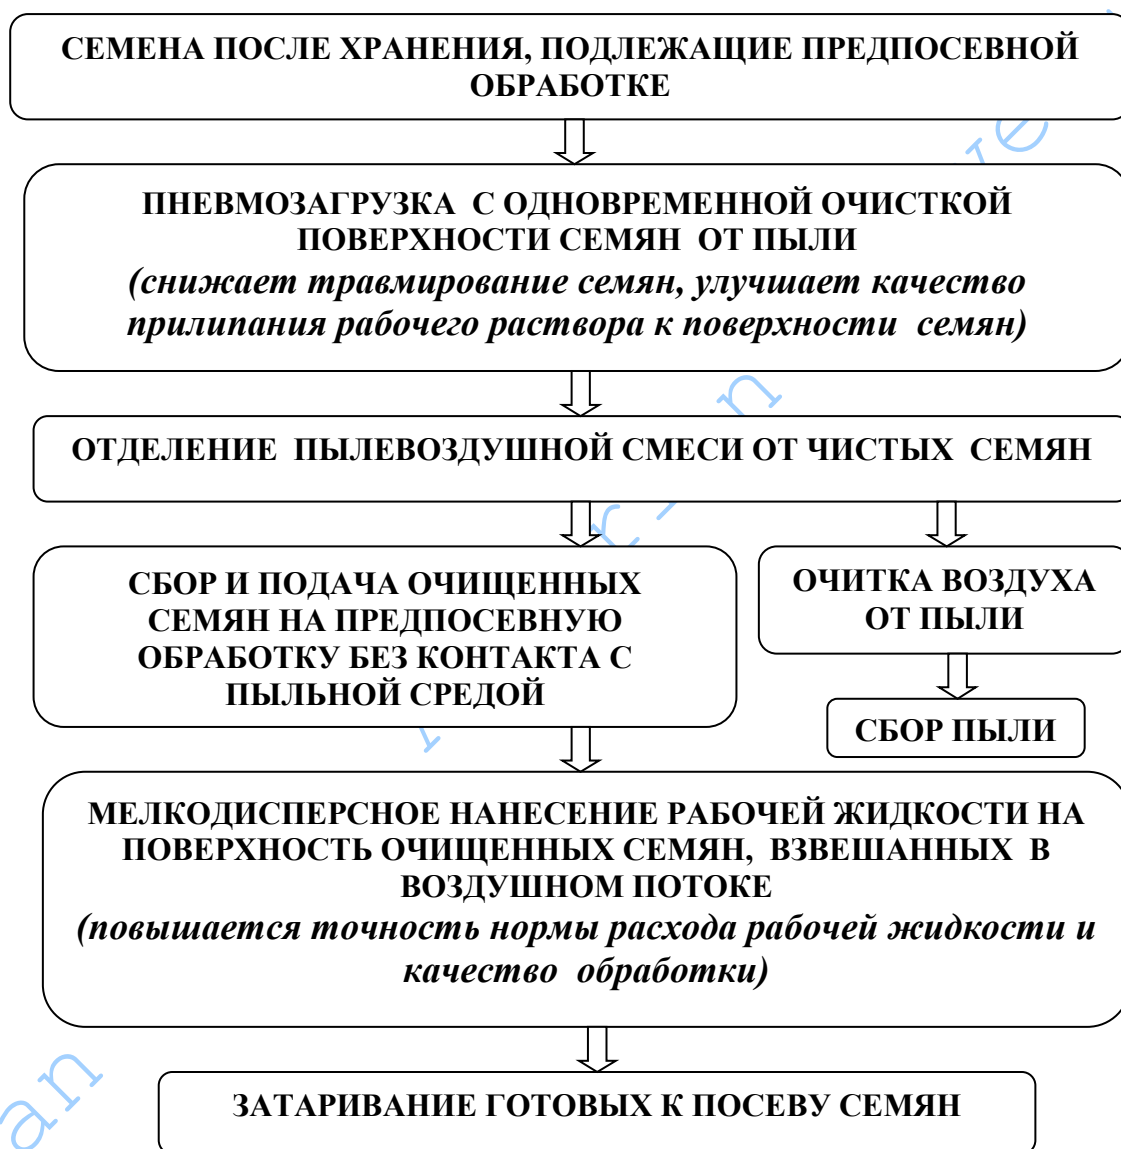 СЕМЕНА ПОСЛЕ ХРАНЕНИЯ, ПОДЛЕЖАЩИЕ ПРЕДПОСЕВНОЙ
ОБРАБОТКЕ
ПНЕВМОЗАГРУЗКА С ОДНОВРЕМЕННОЙ ОЧИСТКОЙ
ПОВЕРХНОСТИ СЕМЯН ОТ ПЫЛИ
(снижает травмирование семян, улучшает качество
прилипания рабочего раствора к поверхности семян)
ОТДЕЛЕНИЕ ПЫЛЕВОЗДУШНОЙ СМЕСИ ОТ ЧИСТЫХ СЕМЯН
СБОР И ПОДАЧА ОЧИЩЕННЫХ
СЕМЯН НА ПРЕДПОСЕВНУЮ
ОБРАБОТКУ БЕЗ КОНТАКТА С
ПЫЛЬНОЙ СРЕДОЙ
ОЧИТКА ВОЗДУХА
ОТ ПЫЛИ
СБОР ПЫЛИ
МЕЛКОДИСПЕРСНОЕ НАНЕСЕНИЕ РАБОЧЕЙ ЖИДКОСТИ НА
ПОВЕРХНОСТЬ ОЧИЩЕННЫХ СЕМЯН, ВЗВЕШАННЫХ В
ВОЗДУШНОМ ПОТОКЕ
(повышается точность нормы расхода рабочей жидкости и
качество обработки)
ЗАТАРИВАНИЕ ГОТОВЫХ К ПОСЕВУ СЕМЯН